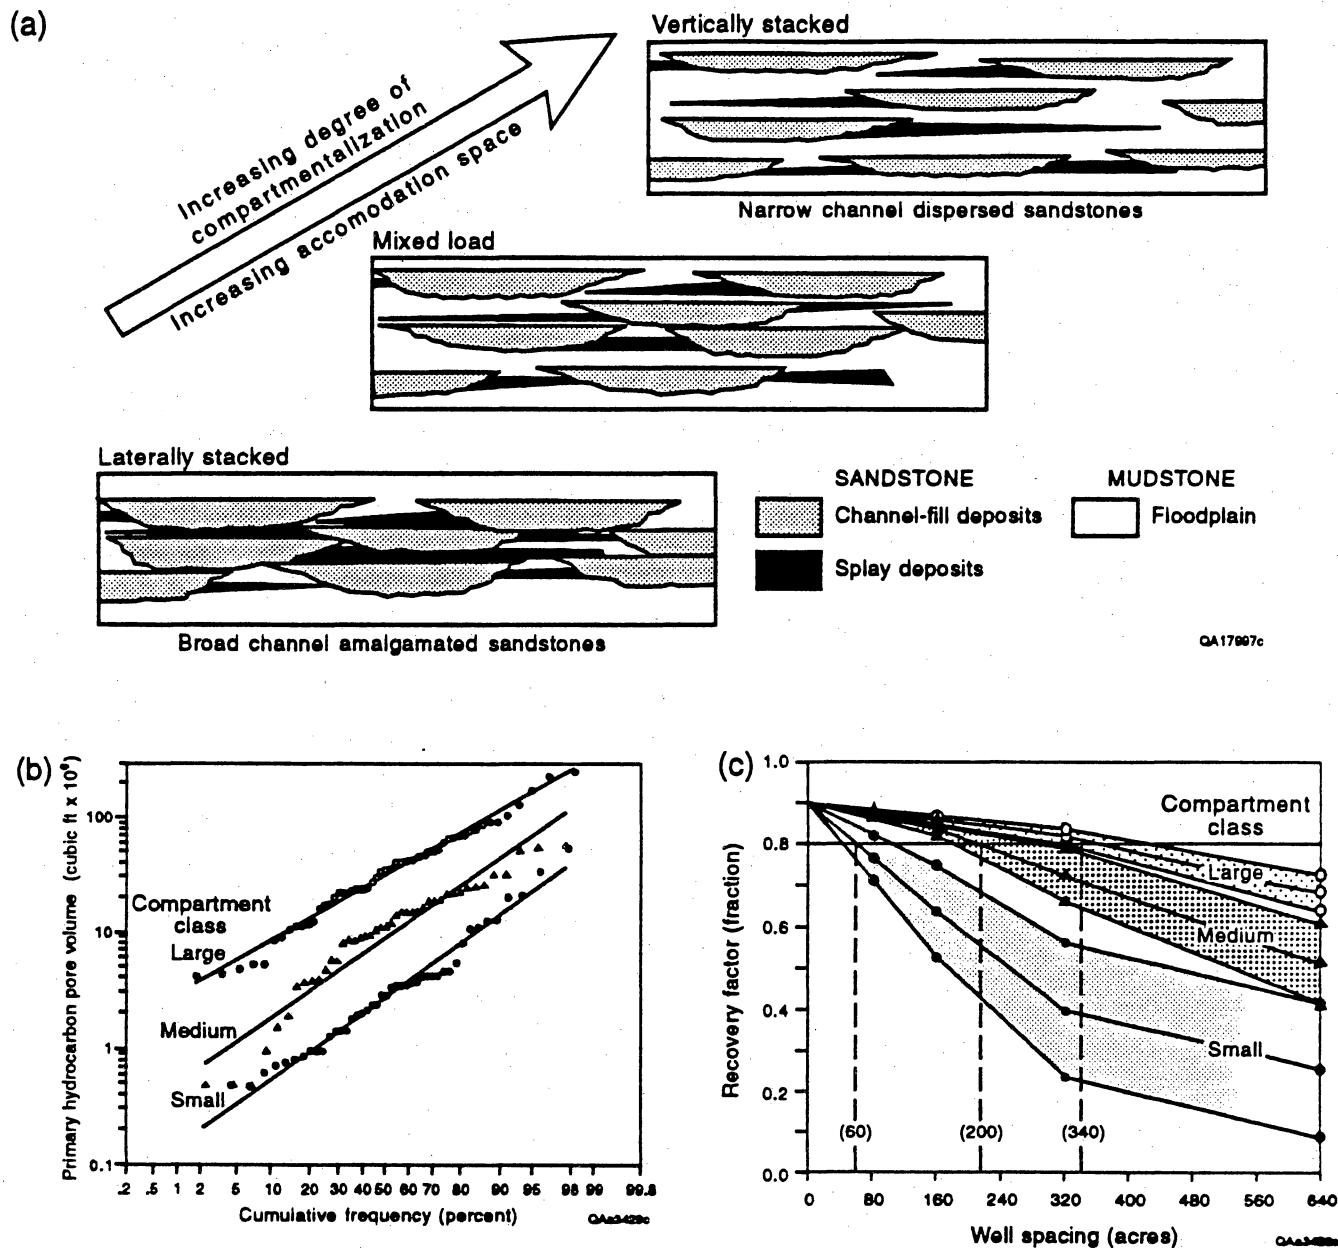 (a)
Vertically stacked
Increasing degree of
compartmentalization
Increasing accomodation space
Narrow channel dispersed sandstones
Mixed load
Laterally stacked
SANDSTONE
MUDSTONE
Channel-fill deposits
Floodplain
Splay deposits
Broad channel amalgamated sandstones
QA17997c
(b)
Primary hydrocarbon pore volume (cubic ft x 10⁶)
100
10
1
0.1
Compartment
class
Large
Medium
Small
.2 .5 1 2 5 10 20 30 40 50 60 70 80 90 95 98 99 99.8
Cumulative frequency (percent)
(c)
Recovery factor (fraction)
1.0
0.8
0.6
0.4
0.2
0.0
Compartment
class
Large
Medium
Small
(60) (200) (340)
0 80 160 240 320 400 480 560 640
Well spacing (acres)